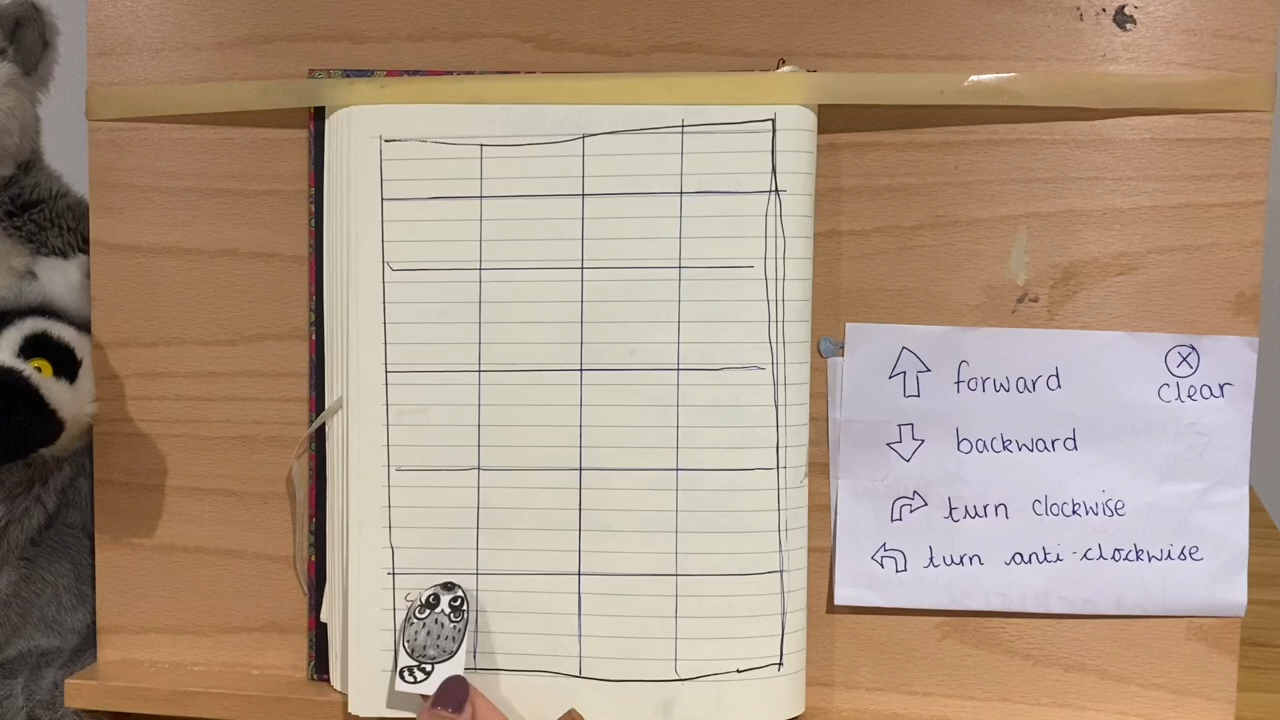 forward
clear
backward
turn clockwise
turn anti-clockwise